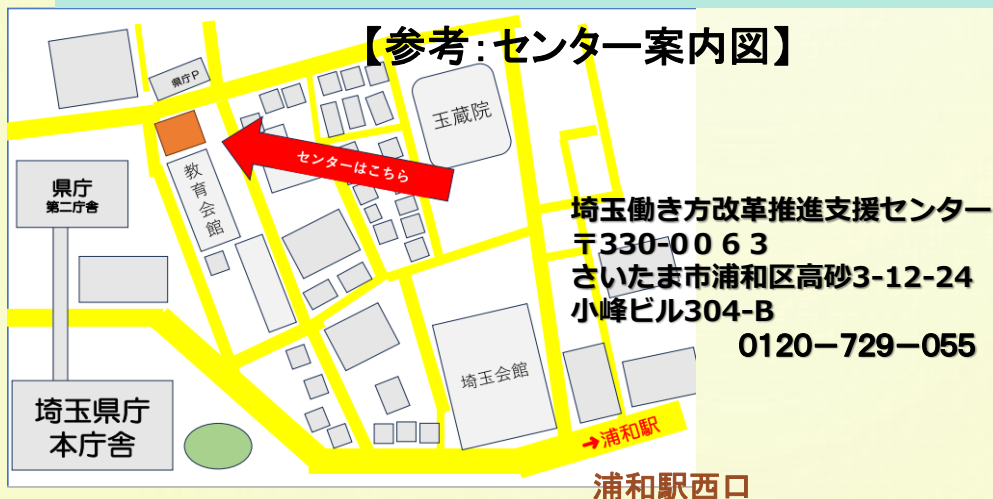 【参考:センター案内図】
県庁P
玉蔵院
センターはこちら
教育会館
県庁
第二庁舎
埼玉働き方改革推進支援センター
〒330-００６３
さいたま市浦和区高砂3-12-24
小峰ビル304-B
0120－729－055
埼玉会館
埼玉県庁
本庁舎
→浦和駅
浦和駅西口